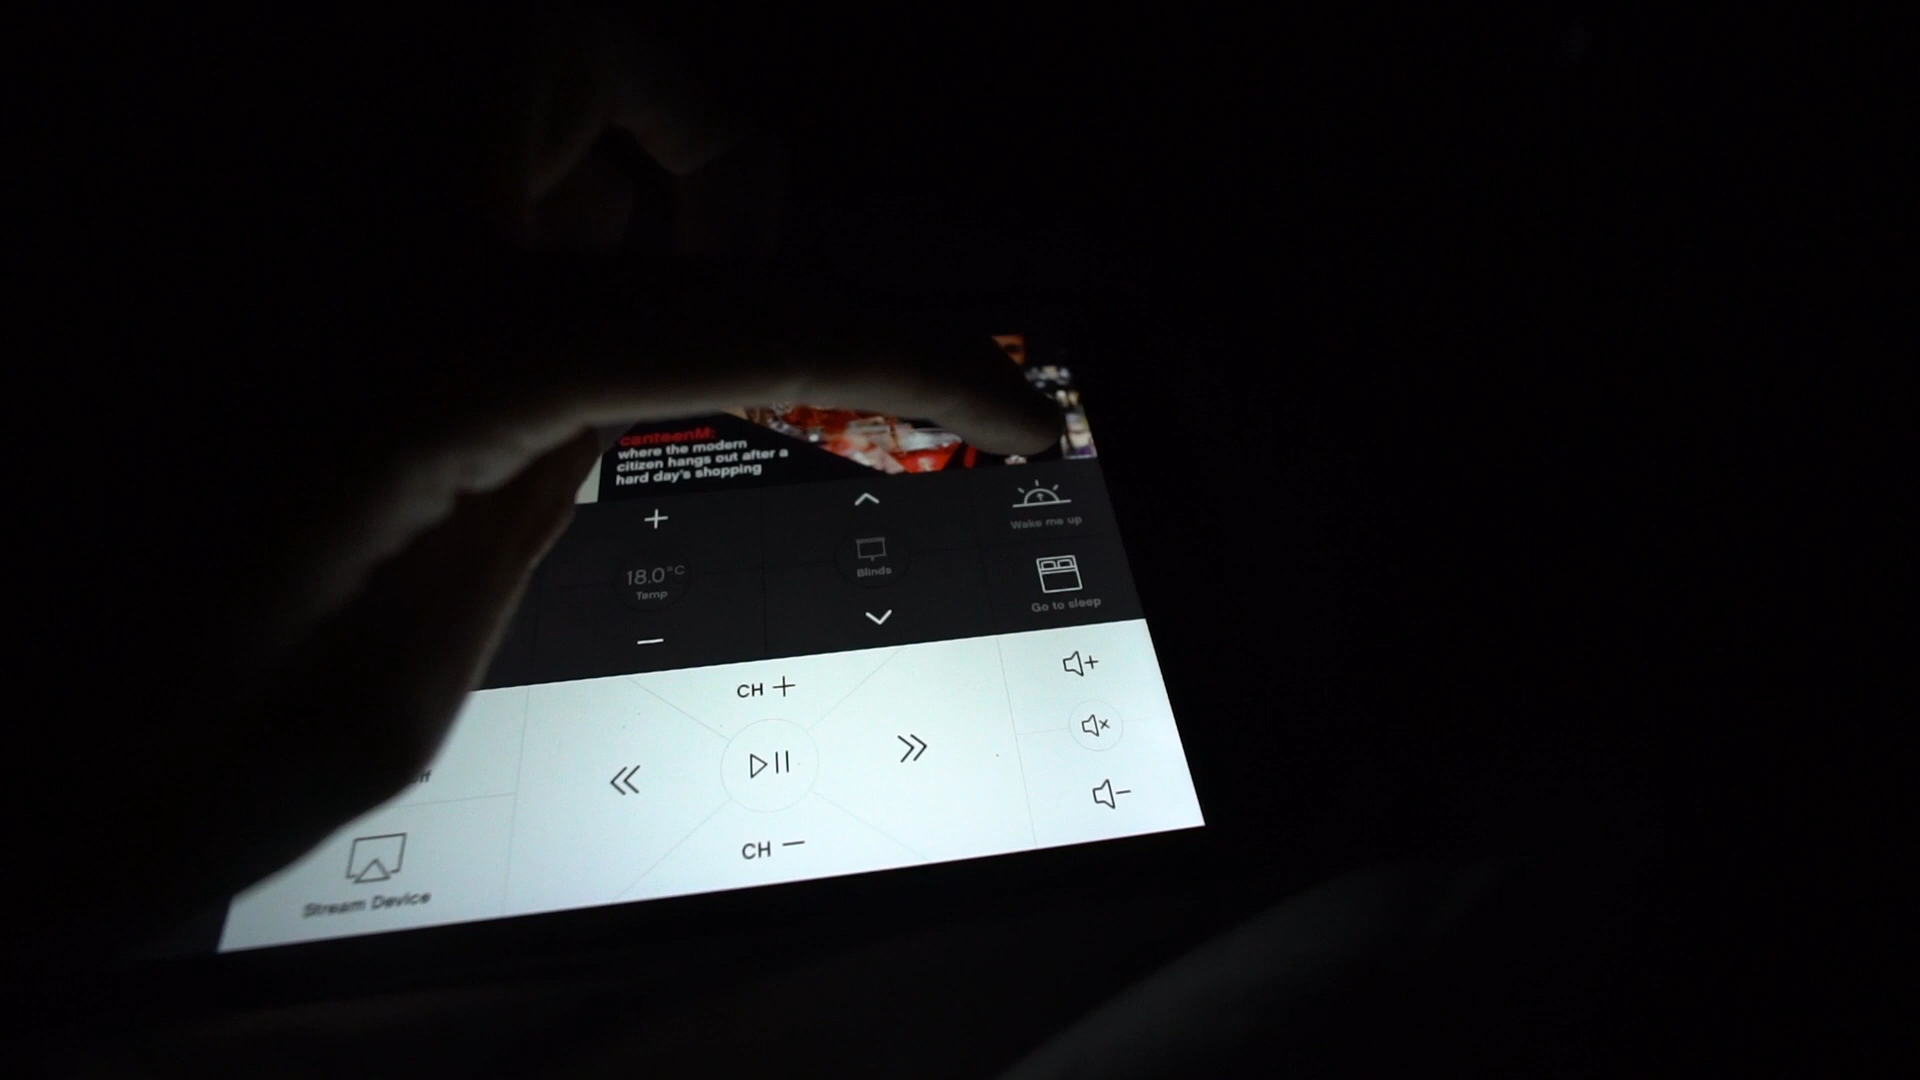 canteenM:
where the modern
citizen hangs out after a
hard day's shopping
Wake me up
18.0°C
Temp
Blinds
Go to sleep
CH +
CH −
Stream Device